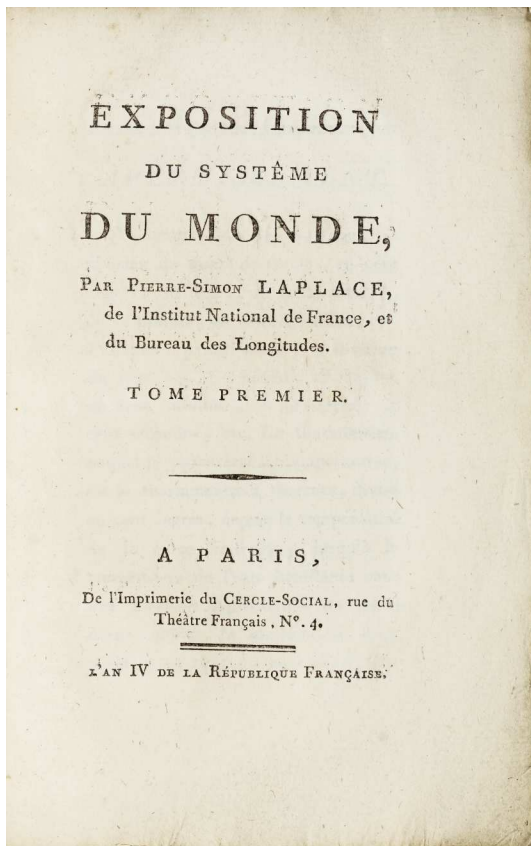 EXPOSITION
DU SYSTÊME
DU MONDE,
PAR PIERRE-SIMON LAPLACE,
de l'Institut National de France, et
du Bureau des Longitudes.
TOME PREMIER.
A PARIS,
De l'Imprimerie du CERCLE-SOCIAL, rue du
Théâtre Français, N°. 4.
L'AN IV DE LA RÉPUBLIQUE FRANÇAISE.